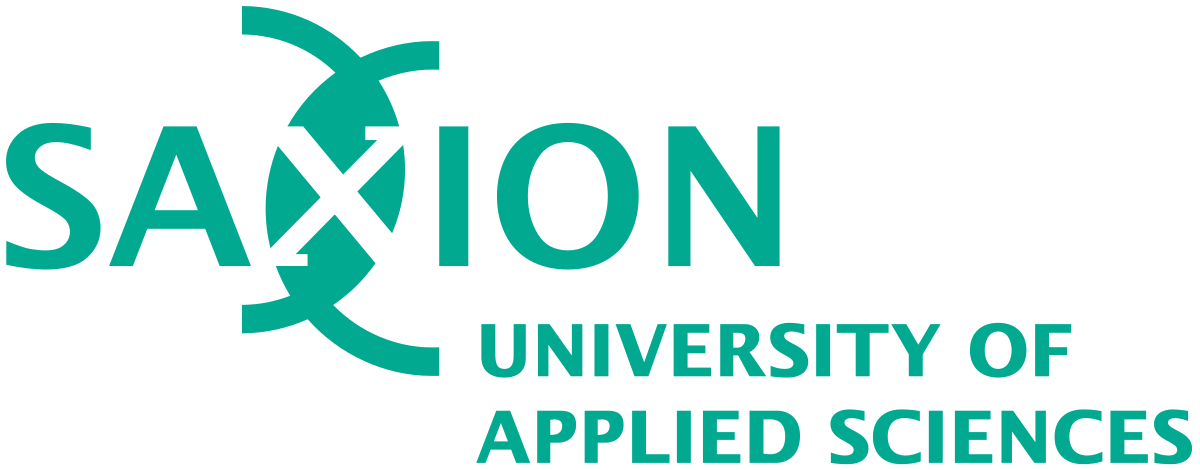 SAXION
UNIVERSITY OF
APPLIED SCIENCES